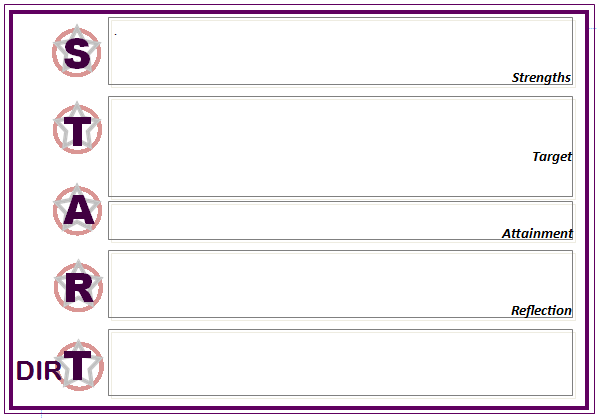 S
.
Strengths
T
Target
A
Attainment
R
Reflection
DIRT